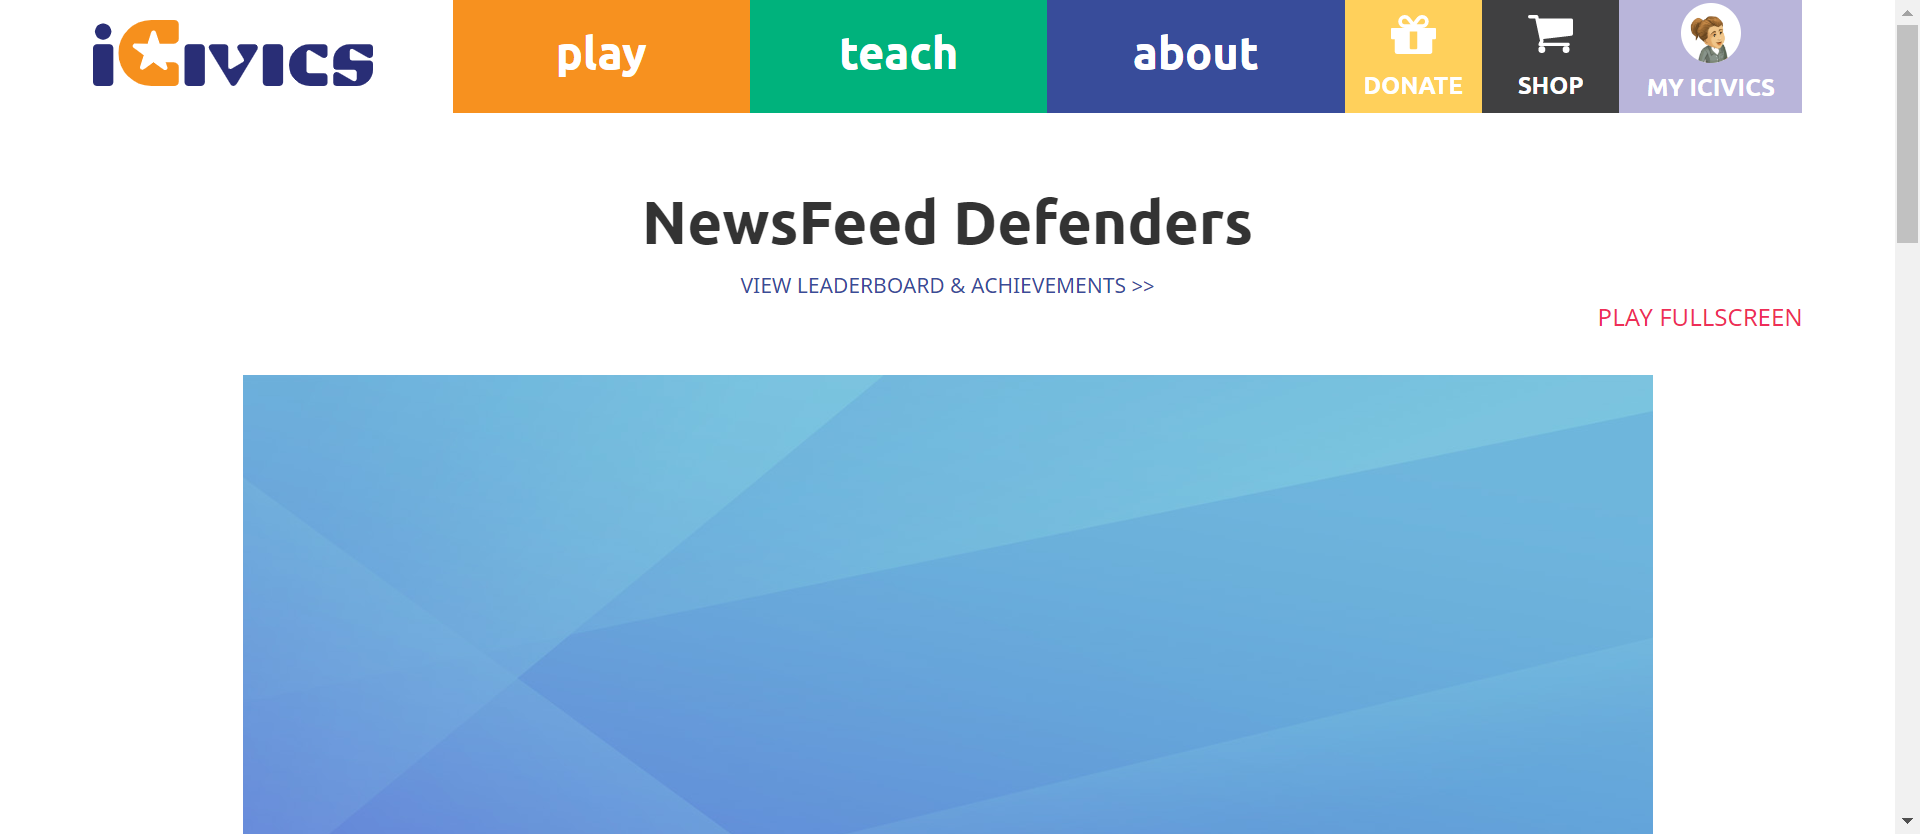 iCivics
play
teach
about
DONATE
SHOP
MY ICIVICS
NewsFeed Defenders
VIEW LEADERBOARD & ACHIEVEMENTS >>
PLAY FULLSCREEN